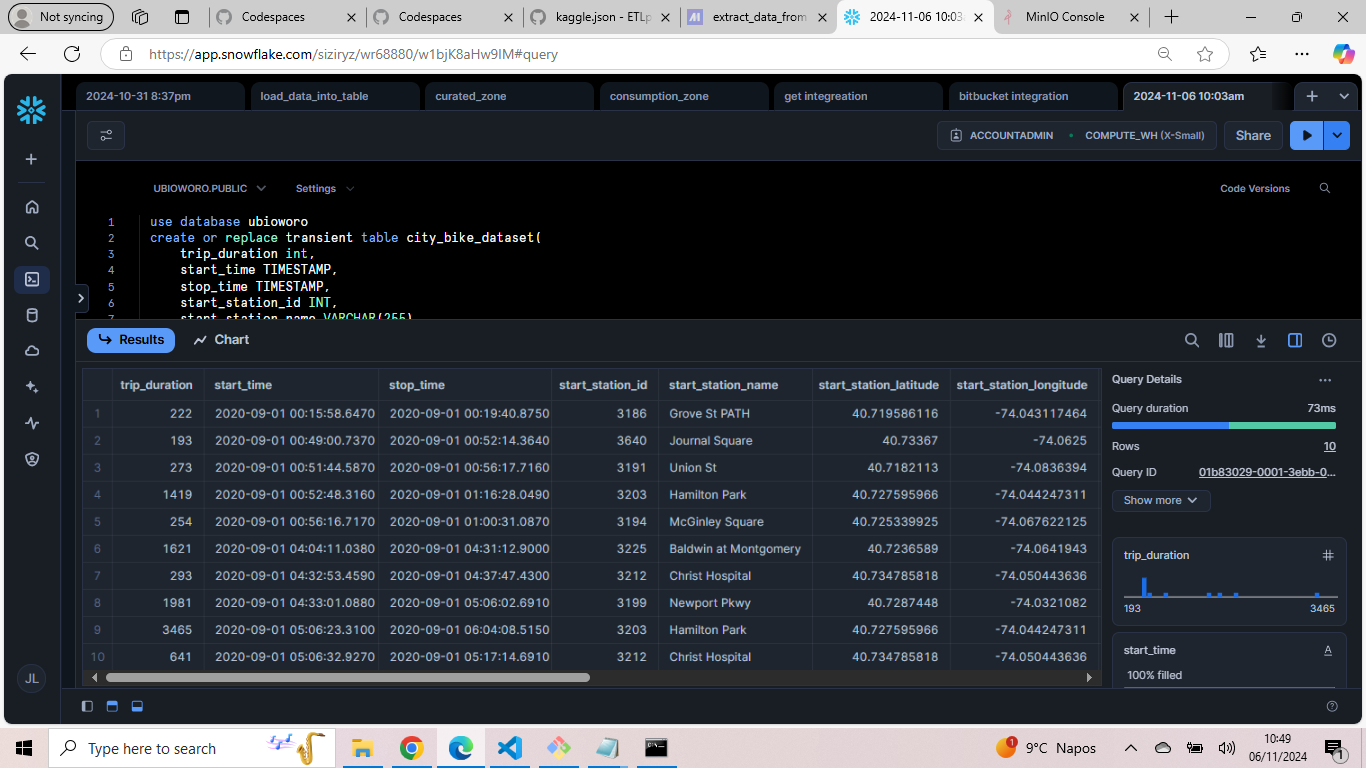 Not syncing
Codespaces
Codespaces
kaggle.json - ETLp
extract_data_from
2024-11-06 10:03
MinIO Console
https://app.snowflake.com/siziryz/wr68880/w1bjK8aHw9IM#query
2024-10-31 8:37pm
load_data_into_table
curated_zone
consumption_zone
get integreation
bitbucket integration
2024-11-06 10:03am
ACCOUNTADMIN
COMPUTE_WH (X-Small)
Share
UBIOWORO.PUBLIC
Settings
Code Versions
1 use database ubioworo
2 create or replace transient table city_bike_dataset(
3 trip_duration int,
4 start_time TIMESTAMP,
5 stop_time TIMESTAMP,
6 start_station_id INT,
7 start_station_name VARCHAR(255)
Results
Chart
trip_duration start_time stop_time start_station_id start_station_name start_station_latitude start_station_longitude
1 222 2020-09-01 00:15:58.6470 2020-09-01 00:19:40.8750 3186 Grove St PATH 40.719586116 -74.043117464
2 193 2020-09-01 00:49:00.7370 2020-09-01 00:52:14.3640 3640 Journal Square 40.73367 -74.0625
3 273 2020-09-01 00:51:44.5870 2020-09-01 00:56:17.7160 3191 Union St 40.7182113 -74.0836394
4 1419 2020-09-01 00:52:48.3160 2020-09-01 01:16:28.0490 3203 Hamilton Park 40.727595966 -74.044247311
5 254 2020-09-01 00:56:16.7170 2020-09-01 01:00:31.0870 3194 McGinley Square 40.725339925 -74.067622125
6 1621 2020-09-01 04:04:11.0380 2020-09-01 04:31:12.9000 3225 Baldwin at Montgomery 40.7236589 -74.0641943
7 293 2020-09-01 04:32:53.4590 2020-09-01 04:37:47.4300 3212 Christ Hospital 40.734785818 -74.050443636
8 1981 2020-09-01 04:33:01.0880 2020-09-01 05:06:02.6910 3199 Newport Pkwy 40.7287448 -74.0321082
9 3465 2020-09-01 05:06:23.3100 2020-09-01 06:04:08.5150 3203 Hamilton Park 40.727595966 -74.044247311
10 641 2020-09-01 05:06:32.9270 2020-09-01 05:17:14.6910 3212 Christ Hospital 40.734785818 -74.050443636
Query Details
Query duration 73ms
Rows 10
Query ID 01b83029-0001-3ebb-0...
Show more
trip_duration
193 3465
start_time A
100% filled
JL
Type here to search
1
9°C Napos
10:49
06/11/2024
1